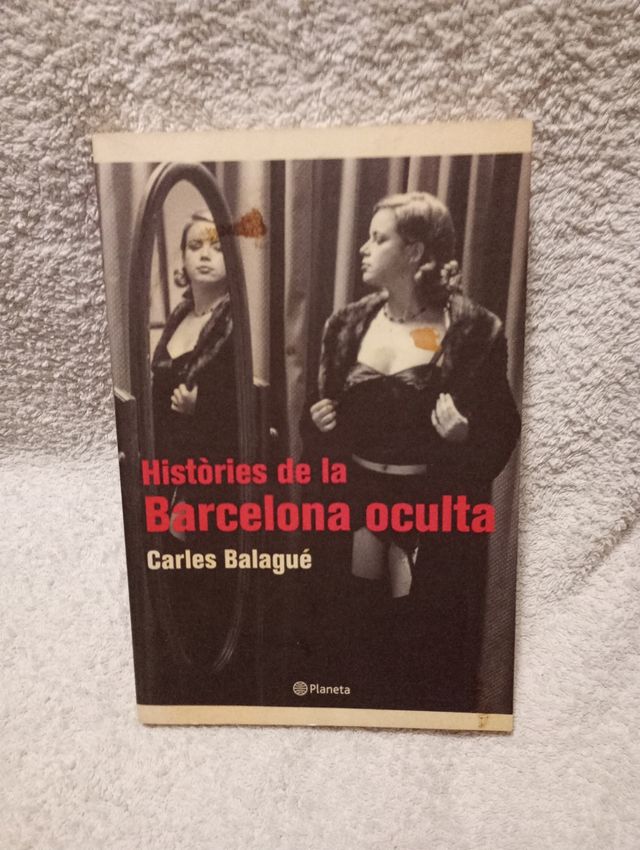 Històries de la
Barcelona oculta
Carles Balagué
Planeta